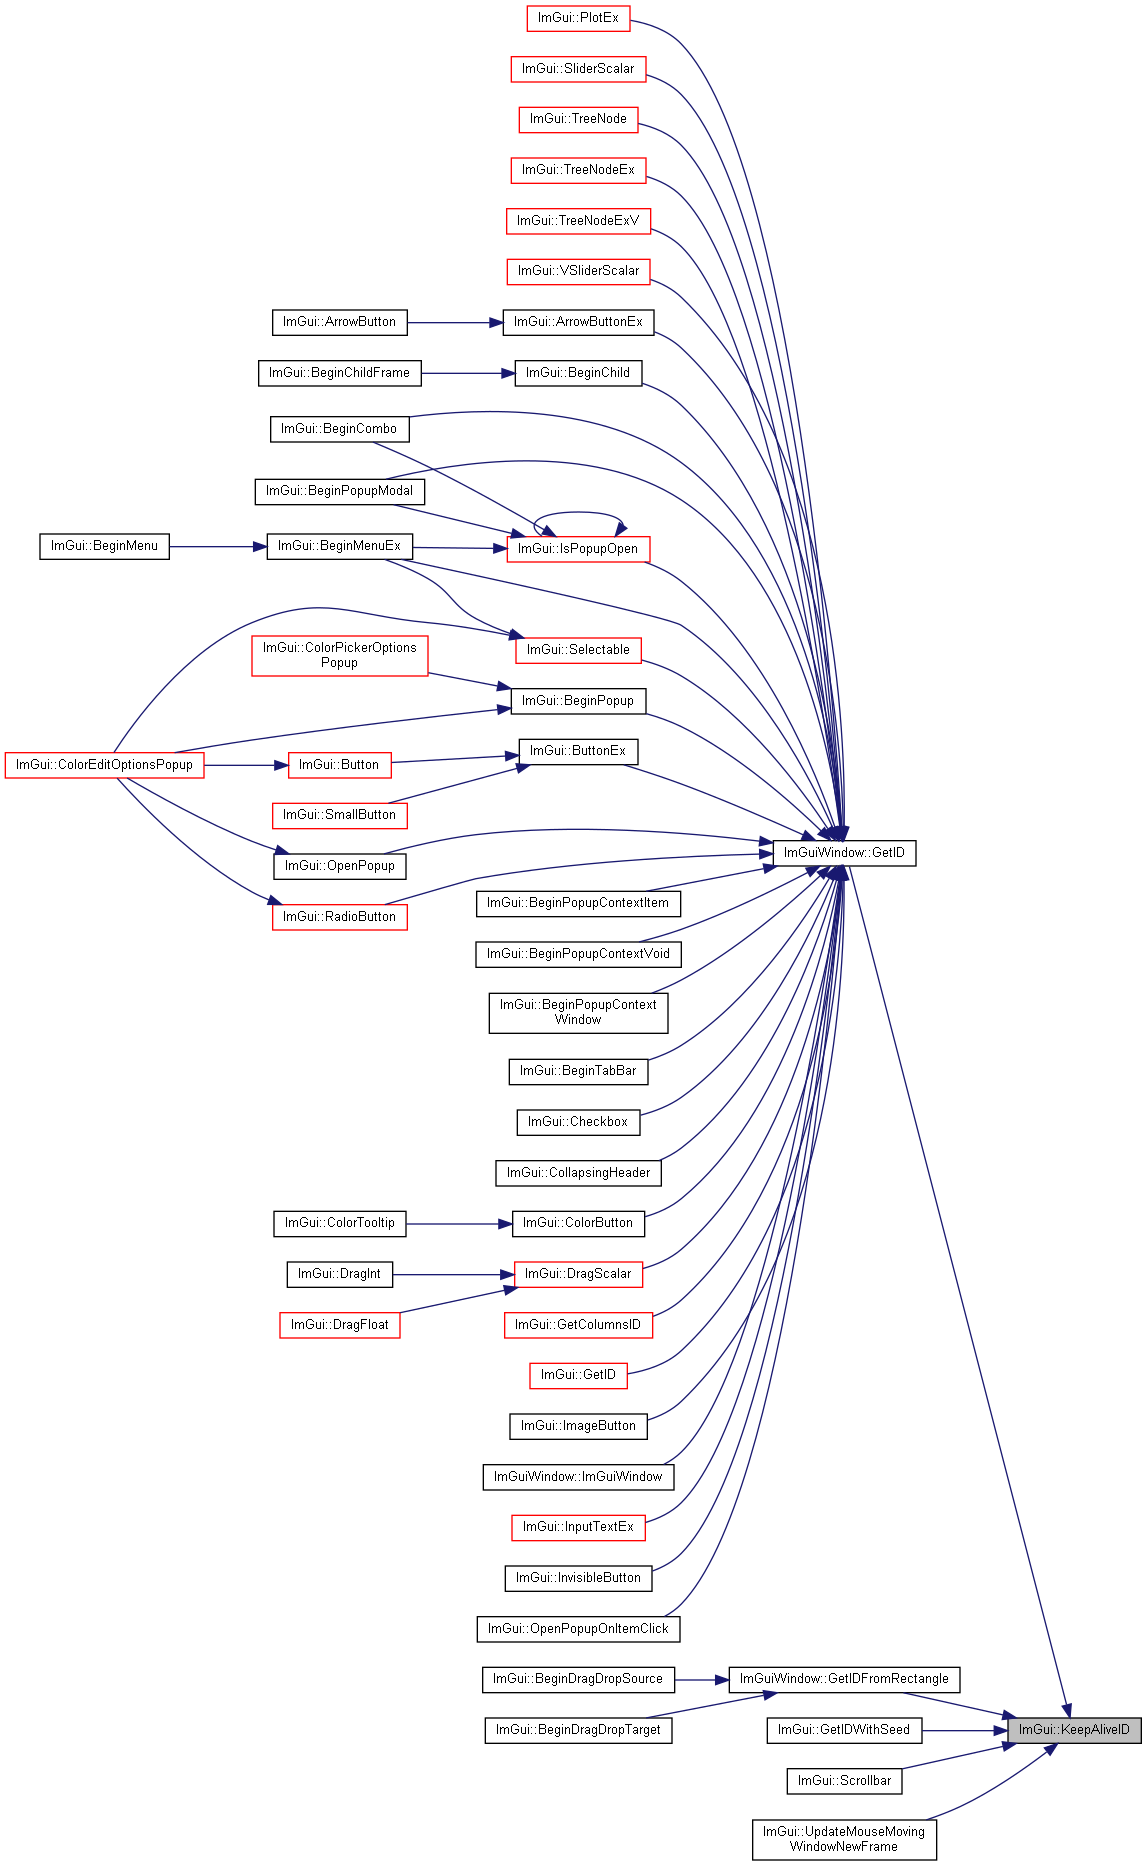 ImGui::PlotEx
ImGui::SliderScalar
ImGui::TreeNode
ImGui::TreeNodeEx
ImGui::TreeNodeExV
ImGui::VSliderScalar
ImGui::ArrowButton
ImGui::ArrowButtonEx
ImGui::BeginChildFrame
ImGui::BeginChild
ImGui::BeginCombo
ImGui::BeginPopupModal
ImGui::BeginMenu
ImGui::BeginMenuEx
ImGui::IsPopupOpen
ImGui::ColorPickerOptions
Popup
ImGui::Selectable
ImGui::BeginPopup
ImGui::ColorEditOptionsPopup
ImGui::Button
ImGui::ButtonEx
ImGui::SmallButton
ImGui::OpenPopup
ImGuiWindow::GetID
ImGui::RadioButton
ImGui::BeginPopupContextItem
ImGui::BeginPopupContextVoid
ImGui::BeginPopupContext
Window
ImGui::BeginTabBar
ImGui::Checkbox
ImGui::CollapsingHeader
ImGui::ColorTooltip
ImGui::ColorButton
ImGui::DragInt
ImGui::DragScalar
ImGui::DragFloat
ImGui::GetColumnsID
ImGui::GetID
ImGui::ImageButton
ImGuiWindow::ImGuiWindow
ImGui::InputTextEx
ImGui::InvisibleButton
ImGui::OpenPopupOnItemClick
ImGui::BeginDragDropSource
ImGuiWindow::GetIDFromRectangle
ImGui::BeginDragDropTarget
ImGui::GetIDWithSeed
ImGui::KeepAliveID
ImGui::Scrollbar
ImGui::UpdateMouseMoving
WindowNewFrame